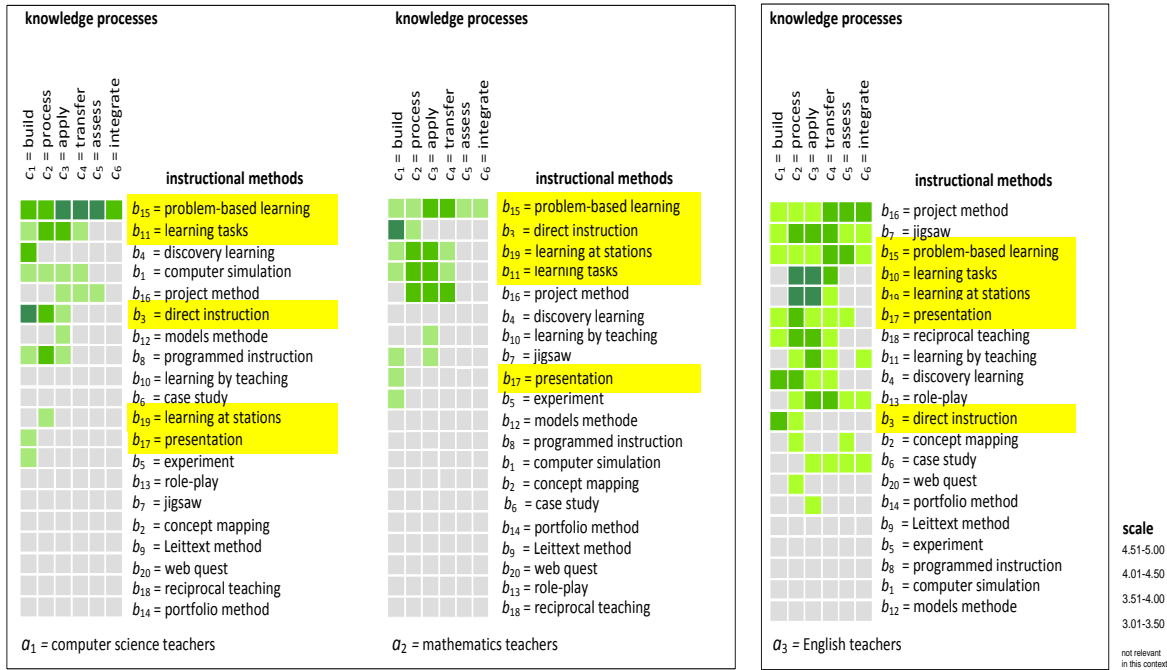 knowledge processes
c1 = build
c2 = process
c3 = apply
c4 = transfer
c5 = assess
c6 = integrate
instructional methods
b15 = problem-based learning
b11 = learning tasks
b4 = discovery learning
b1 = computer simulation
b16 = project method
b3 = direct instruction
b12 = models methode
b8 = programmed instruction
b10 = learning by teaching
b6 = case study
b19 = learning at stations
b17 = presentation
b5 = experiment
b13 = role-play
b7 = jigsaw
b2 = concept mapping
b9 = Leittext method
b20 = web quest
b18 = reciprocal teaching
b14 = portfolio method
a1 = computer science teachers
knowledge processes
c1 = build
c2 = process
c3 = apply
c4 = transfer
c5 = assess
c6 = integrate
instructional methods
b15 = problem-based learning
b3 = direct instruction
b19 = learning at stations
b11 = learning tasks
b16 = project method
b4 = discovery learning
b10 = learning by teaching
b7 = jigsaw
b17 = presentation
b5 = experiment
b12 = models methode
b8 = programmed instruction
b1 = computer simulation
b2 = concept mapping
b6 = case study
b14 = portfolio method
b9 = Leittext method
b20 = web quest
b13 = role-play
b18 = reciprocal teaching
a2 = mathematics teachers
knowledge processes
c1 = build
c2 = process
c3 = apply
c4 = transfer
c5 = assess
c6 = integrate
instructional methods
b16 = project method
b7 = jigsaw
b15 = problem-based learning
b10 = learning tasks
b19 = learning at stations
b17 = presentation
b18 = reciprocal teaching
b11 = learning by teaching
b4 = discovery learning
b13 = role-play
b3 = direct instruction
b2 = concept mapping
b6 = case study
b20 = web quest
b14 = portfolio method
b9 = Leittext method
b5 = experiment
b8 = programmed instruction
b1 = computer simulation
b12 = models methode
a3 = English teachers
scale
4.51-5.00
4.01-4.50
3.51-4.00
3.01-3.50
not relevant
in this context